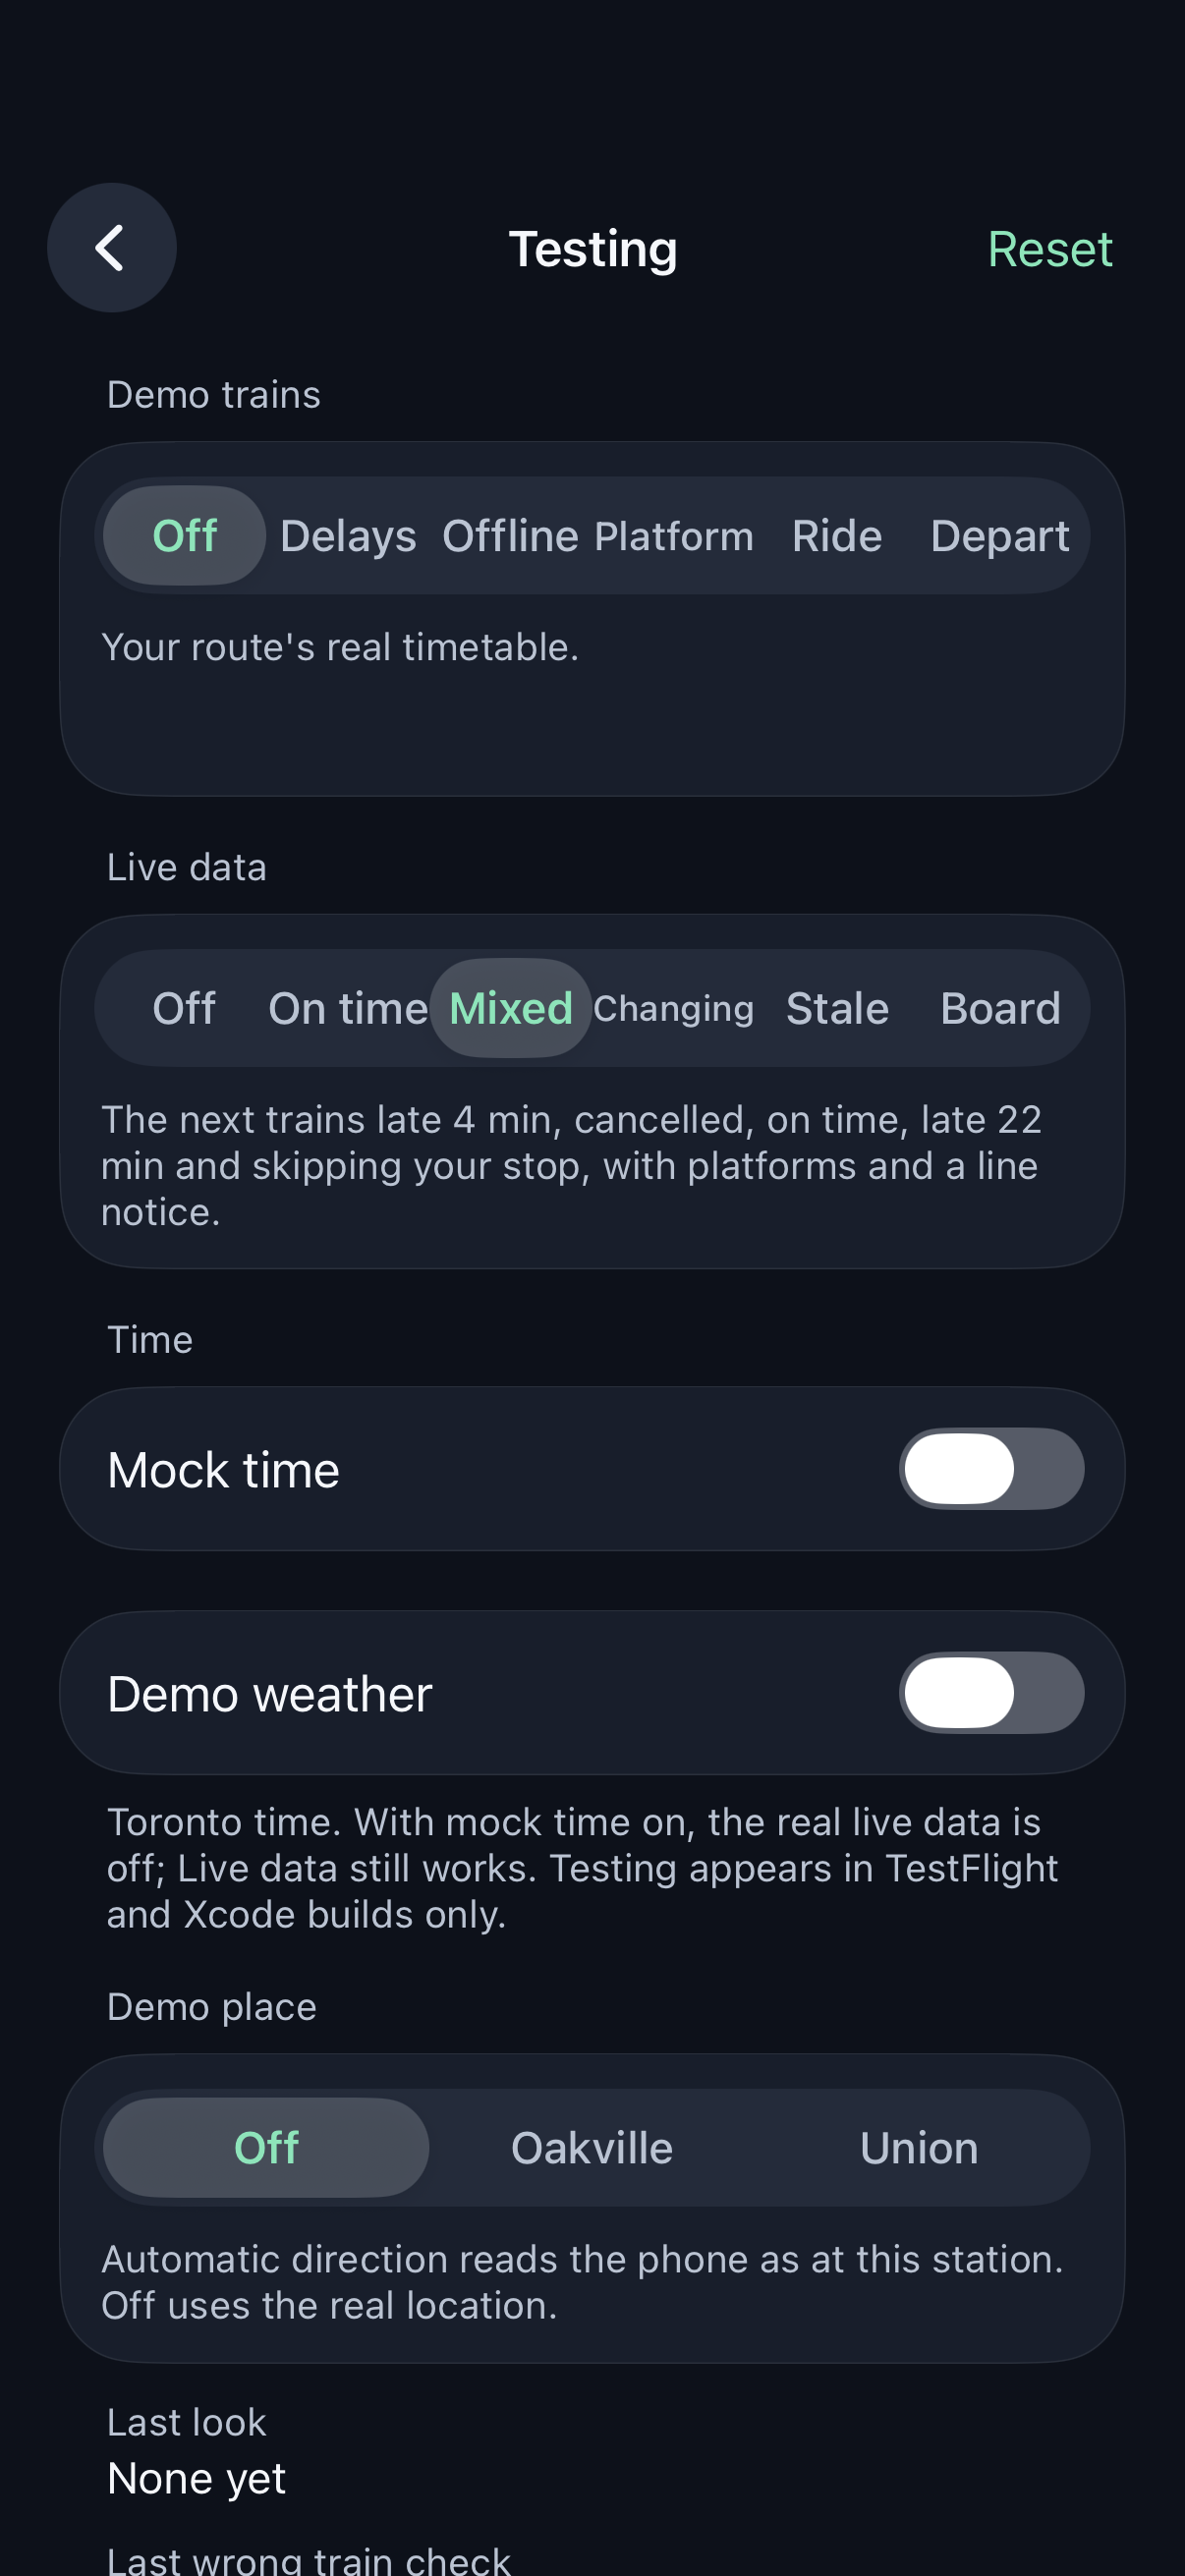 Testing
Reset
Demo trains
Off Delays Offline Platform Ride Depart
Your route's real timetable.
Live data
Off On time Mixed Changing Stale Board
The next trains late 4 min, cancelled, on time, late 22
min and skipping your stop, with platforms and a line
notice.
Time
Mock time
Demo weather
Toronto time. With mock time on, the real live data is
off; Live data still works. Testing appears in TestFlight
and Xcode builds only.
Demo place
Off Oakville Union
Automatic direction reads the phone as at this station.
Off uses the real location.
Last look
None yet
Last wrong train check